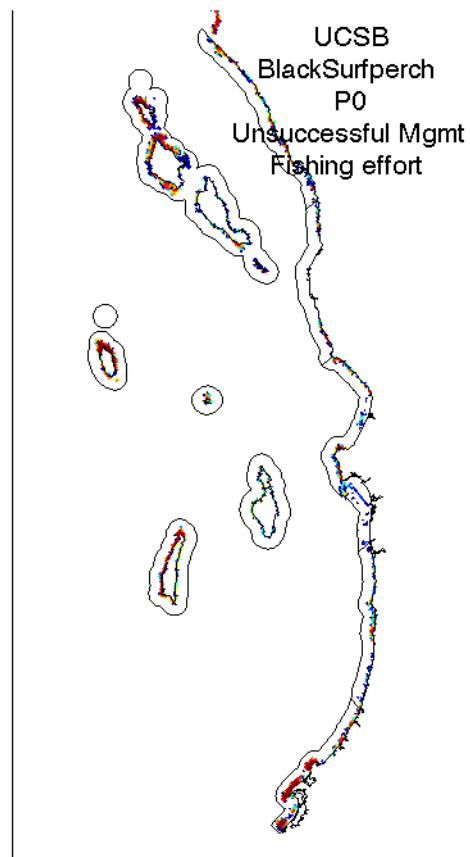 UCSB
BlackSurfperch
P0
Unsuccessful Mgmt
Fishing effort